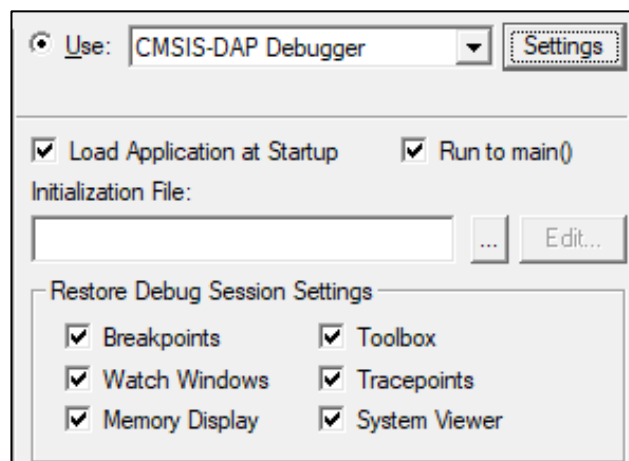 Use: CMSIS-DAP Debugger Settings
Load Application at Startup Run to main()
Initialization File:
... Edit...
Restore Debug Session Settings
Breakpoints Toolbox
Watch Windows Tracepoints
Memory Display System Viewer